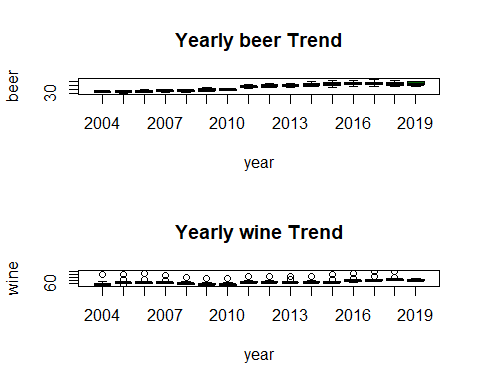 Yearly beer Trend
beer
30
2004 2007 2010 2013 2016 2019
year
Yearly wine Trend
wine
60
2004 2007 2010 2013 2016 2019
year